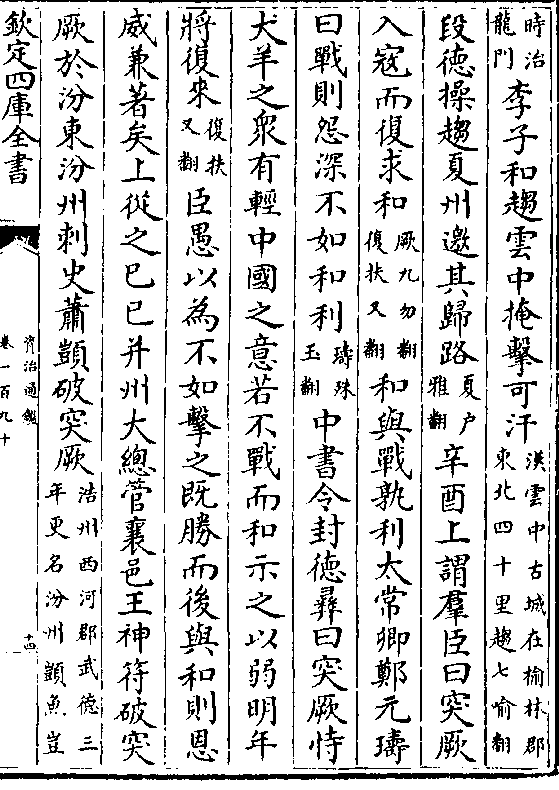 時治龍門李子和趨雲中掩擊可汗漢雲中古城在榆林郡東北四十里趨七喻翻
段德操趨夏州邀其歸路夏户雅翻辛酉上謂羣臣曰突厥
入寇而復求和厥九勿翻復扶又翻和與戰孰利太常卿鄭元璹
曰戰則怨深不如和利璹殊玉翻中書令封德彞曰突厥恃
犬羊之衆有輕中國之意若不戰而和示之以弱明年
將復來復扶又翻臣愚以為不如擊之既勝而後與和則恩
威兼著矣上從之已巳并州大總管襄邑王神符破突
厥於汾東汾州刺史蕭顗破突厥浩州西河郡武德三年更名汾州顗魚豈
欽定四庫全書
資治通鑑
卷一百九十
十四